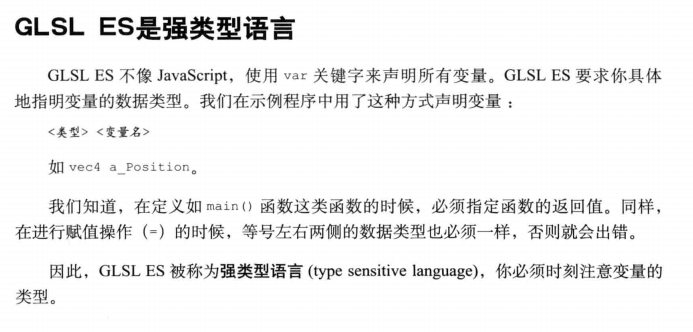 GLSL ES是强类型语言
GLSL ES 不像 JavaScript，使用 var 关键字来声明所有变量。GLSL ES 要求你具体
地指明变量的数据类型。我们在示例程序中用了这种方式声明变量：
<类型> <变量名>
如 vec4 a_Position。
我们知道，在定义如 main() 函数这类函数的时候，必须指定函数的返回值。同样，
在进行赋值操作（=）的时候，等号左右两侧的数据类型也必须一样，否则就会出错。
因此，GLSL ES 被称为强类型语言 (type sensitive language)，你必须时刻注意变量的
类型。